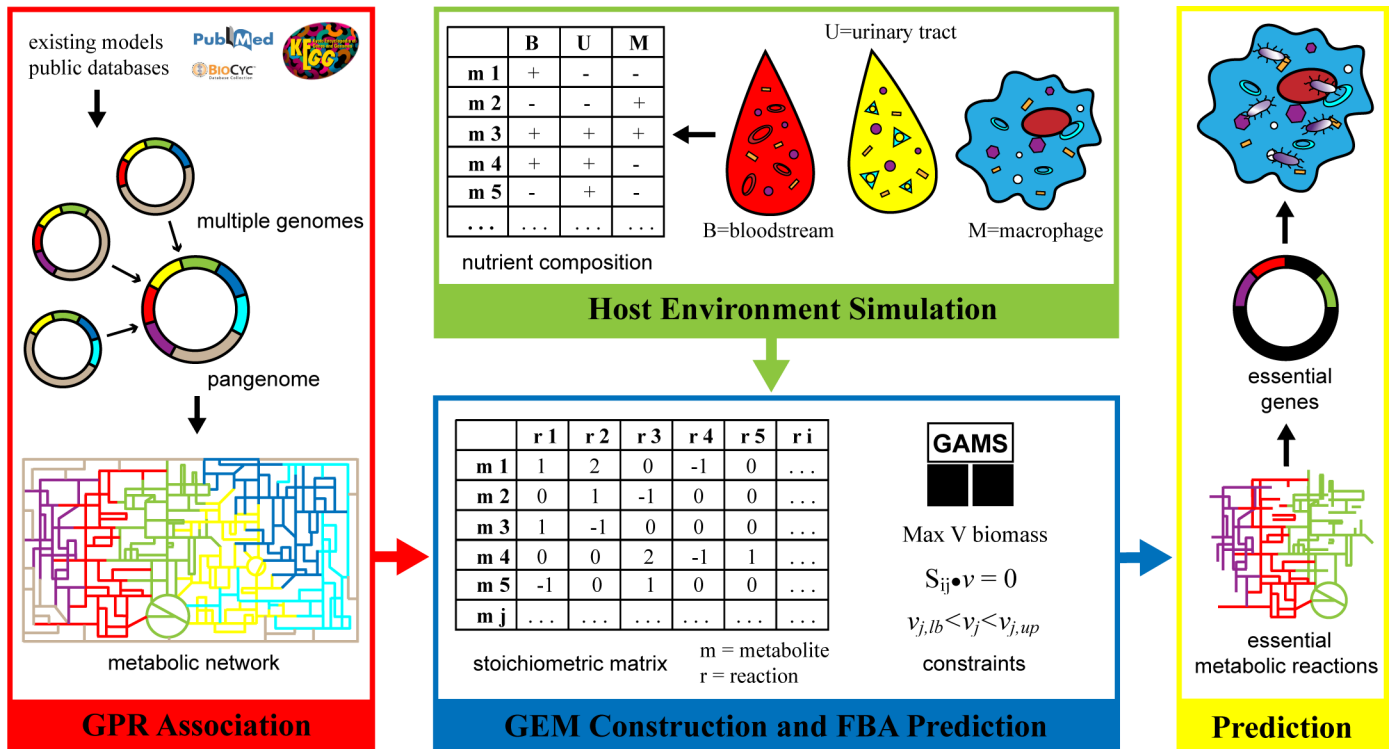 existing models
public databases
PubMed
BIOCYC
DATABASE COLLECTION
KEGG
multiple genomes
pangenome
metabolic network
GPR Association
B U M
m 1 + - -
m 2 - - +
m 3 + + +
m 4 + + -
m 5 - + -
... ... ... ...
nutrient composition
U=urinary tract
B=bloodstream
M=macrophage
Host Environment Simulation
r 1 r 2 r 3 r 4 r 5 r i
m 1 1 2 0 -1 0 ...
m 2 0 1 -1 0 0 ...
m 3 1 -1 0 0 0 ...
m 4 0 0 2 -1 1 ...
m 5 -1 0 1 0 0 ...
m j ... ... ... ... ... ...
stoichiometric matrix
m = metabolite
r = reaction
GAMS
Max V biomass
Sij•v = 0
vj,lb<vj<vj,up
constraints
GEM Construction and FBA Prediction
essential
genes
essential
metabolic reactions
Prediction